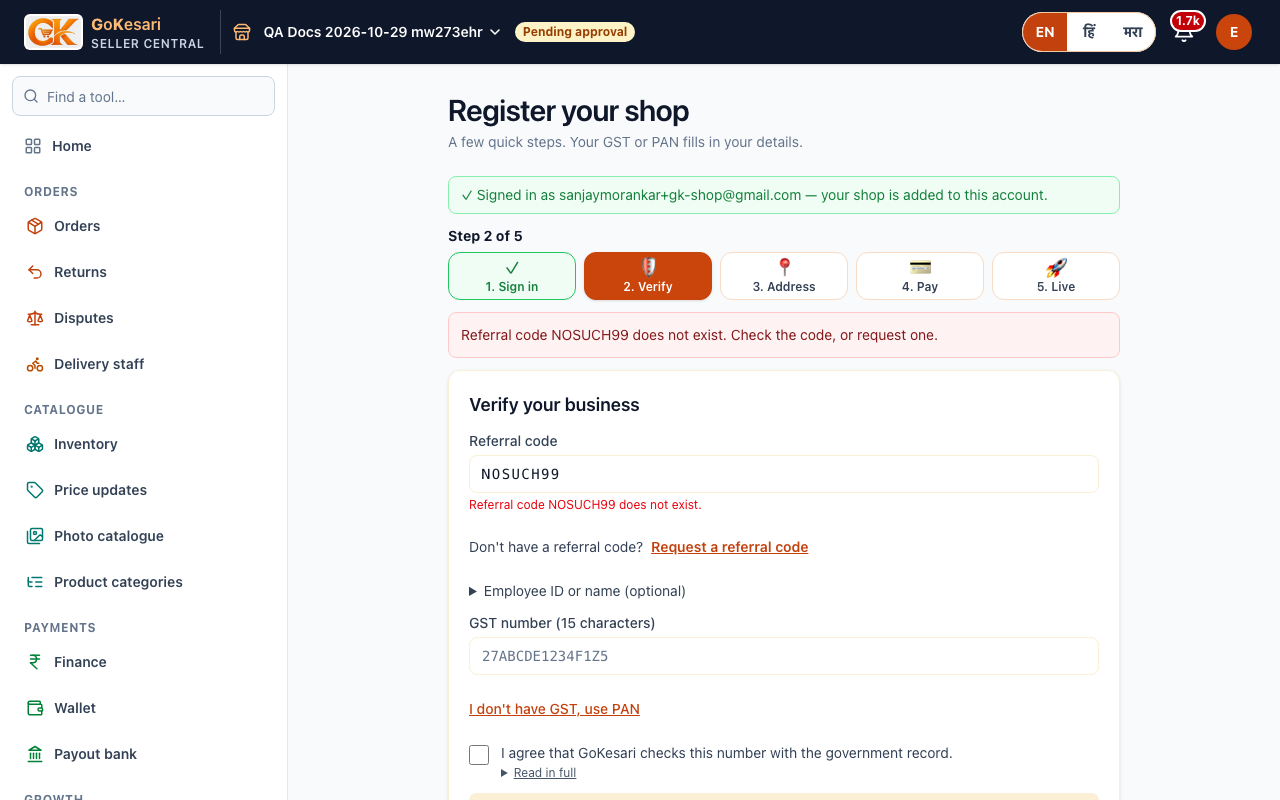 GoKesari
SELLER CENTRAL
QA Docs 2026-10-29 mw273ehr
Pending approval
EN
हिं
मरा
1.7k
E
Find a tool...
Home
ORDERS
Orders
Returns
Disputes
Delivery staff
CATALOGUE
Inventory
Price updates
Photo catalogue
Product categories
PAYMENTS
Finance
Wallet
Payout bank
GROWTH
Register your shop
A few quick steps. Your GST or PAN fills in your details.
✓ Signed in as sanjaymorankar+gk-shop@gmail.com — your shop is added to this account.
Step 2 of 5
1. Sign in
2. Verify
3. Address
4. Pay
5. Live
Referral code NOSUCH99 does not exist. Check the code, or request one.
Verify your business
Referral code
NOSUCH99
Referral code NOSUCH99 does not exist.
Don't have a referral code? Request a referral code
Employee ID or name (optional)
GST number (15 characters)
27ABCDE1234F1Z5
I don't have GST, use PAN
I agree that GoKesari checks this number with the government record.
Read in full